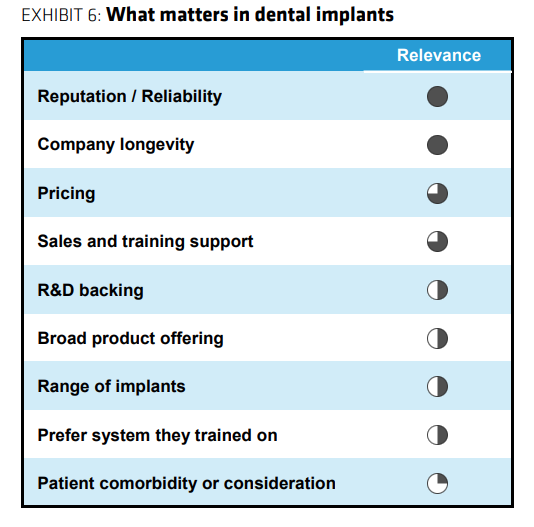 EXHIBIT 6: What matters in dental implants
Relevance
Reputation / Reliability
Company longevity
Pricing
Sales and training support
R&D backing
Broad product offering
Range of implants
Prefer system they trained on
Patient comorbidity or consideration